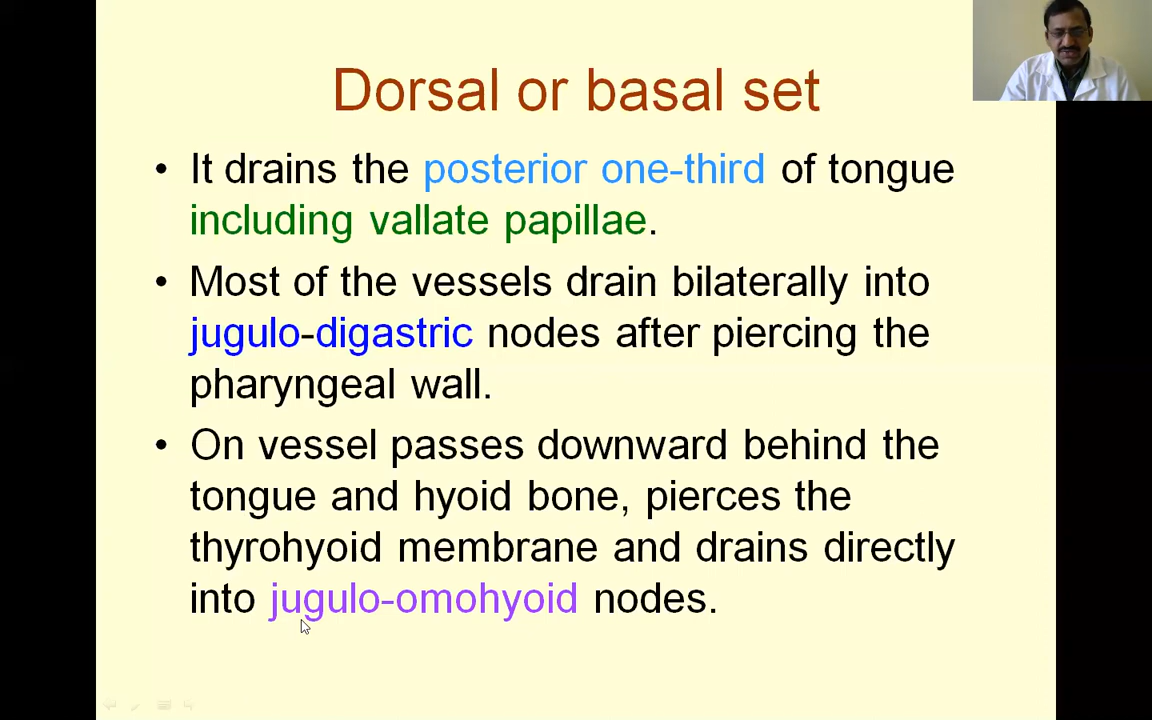 Dorsal or basal set
• It drains the posterior one-third of tongue
including vallate papillae.
• Most of the vessels drain bilaterally into
jugulo-digastric nodes after piercing the
pharyngeal wall.
• On vessel passes downward behind the
tongue and hyoid bone, pierces the
thyrohyoid membrane and drains directly
into jugulo-omohyoid nodes.